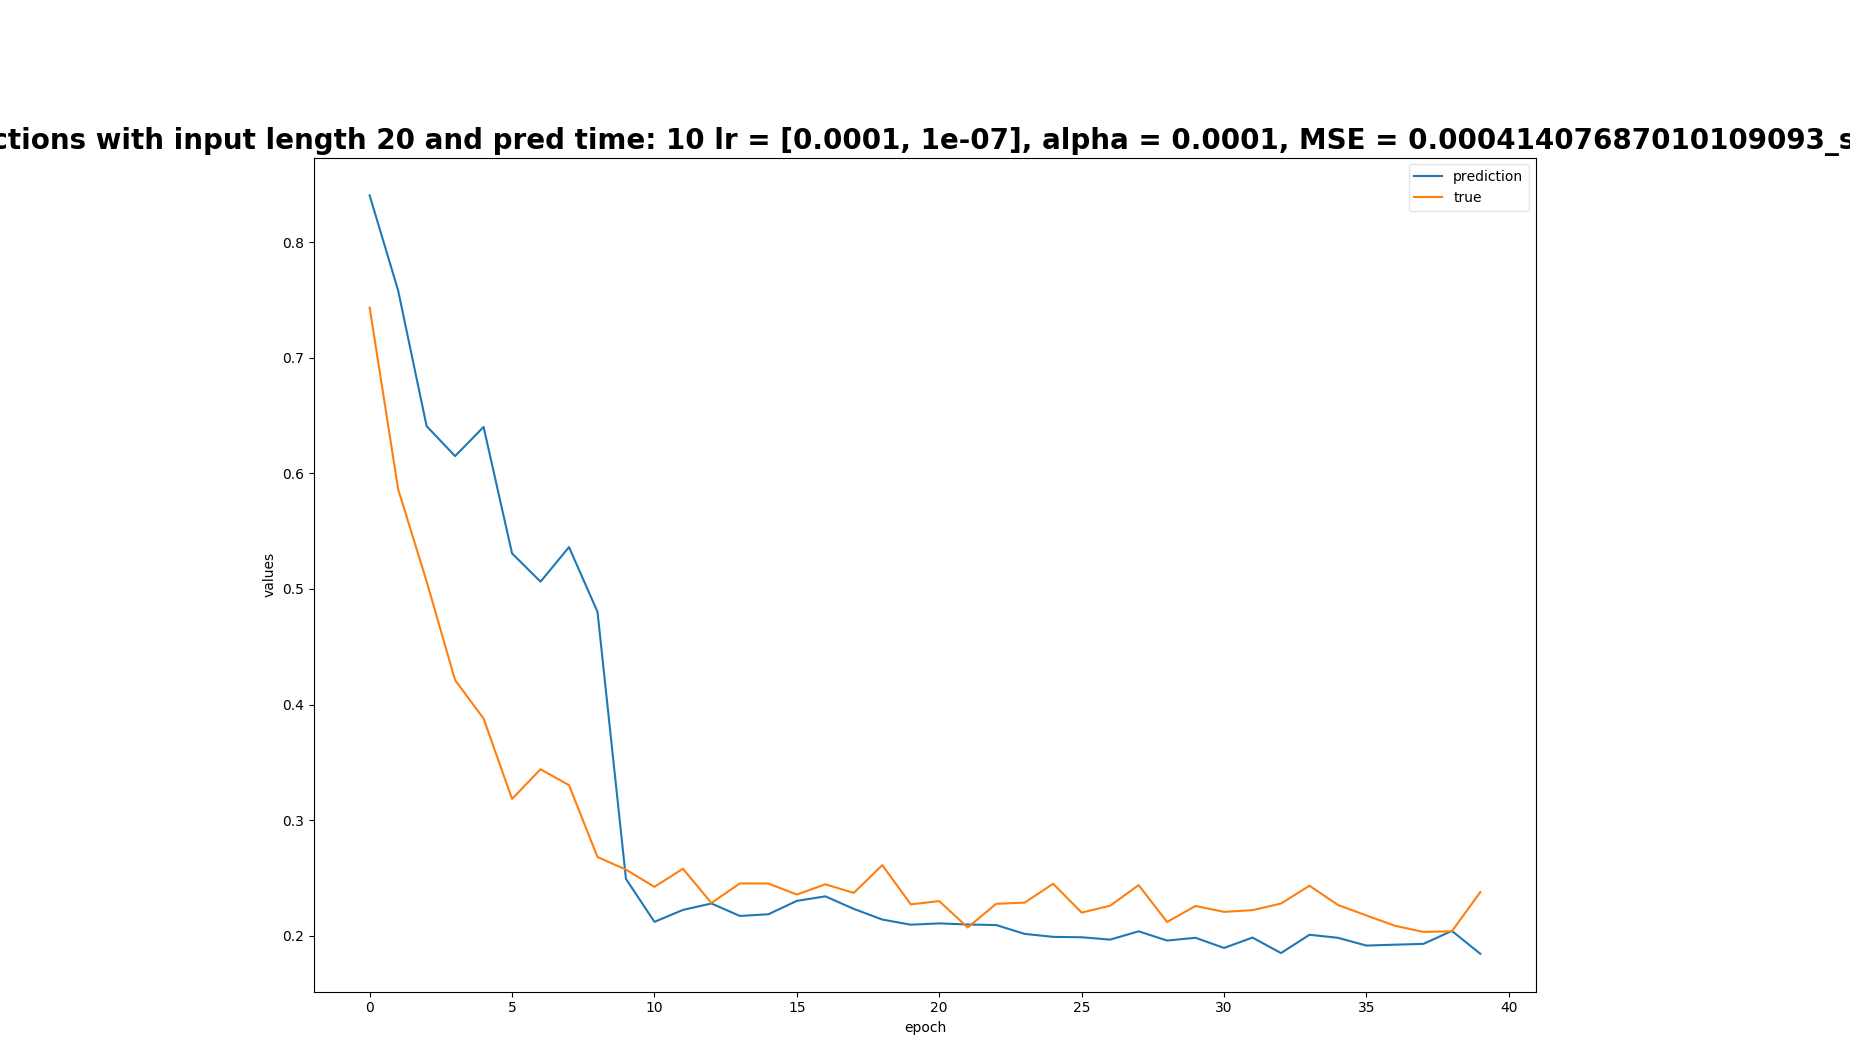 ctions with input length 20 and pred time: 10 lr = [0.0001, 1e-07], alpha = 0.0001, MSE = 0.00041407687010109093_s
prediction
true
0.8
0.7
0.6
0.5
0.4
0.3
0.2
values
0 5 10 15 20 25 30 35 40
epoch